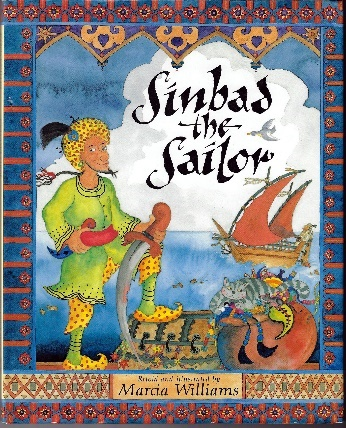 Sinbad
the
Sailor
Retold and Illustrated by
Marcia Williams